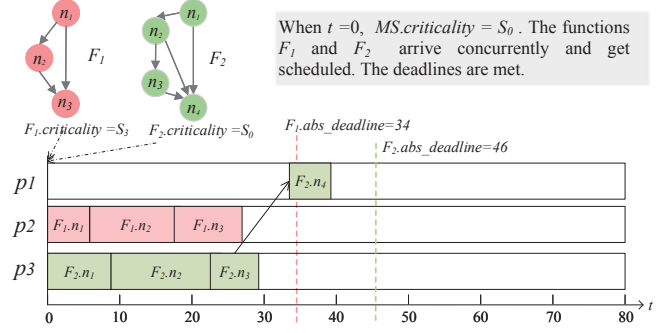 n1
n2
n3
F1
n1
n2
n3
n4
F2
When t =0, MS.criticality = S0 . The functions
F1 and F2 arrive concurrently and get
scheduled. The deadlines are met.
F1.criticality =S3
F2.criticality =S0
F1.abs_deadline=34
F2.abs_deadline=46
p1
F2.n4
80
p2
F1.n1
F1.n2
F1.n3
80
p3
F2.n1
F2.n2
F2.n3
0 10 20 30 40 50 60 70 80 t